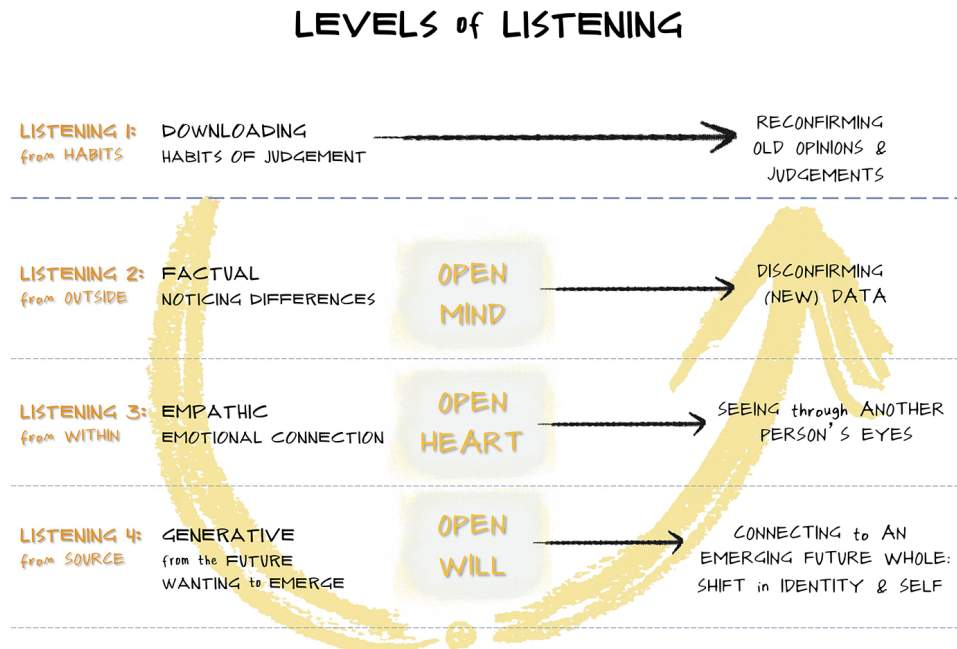 LEVELS of LISTENING
LISTENING 1:
from HABITS
DOWNLOADING
HABITS OF JUDGEMENT
RECONFIRMING
OLD OPINIONS &
JUDGEMENTS
LISTENING 2:
from OUTSIDE
FACTUAL
NOTICING DIFFERENCES
OPEN
MIND
DISCONFIRMING
(NEW) DATA
LISTENING 3:
from WITHIN
EMPATHIC
EMOTIONAL CONNECTION
OPEN
HEART
SEEING through ANOTHER
PERSON'S EYES
LISTENING 4:
from SOURCE
GENERATIVE
from the FUTURE
WANTING to EMERGE
OPEN
WILL
CONNECTING to AN
EMERGING FUTURE WHOLE:
SHIFT in IDENTITY & SELF